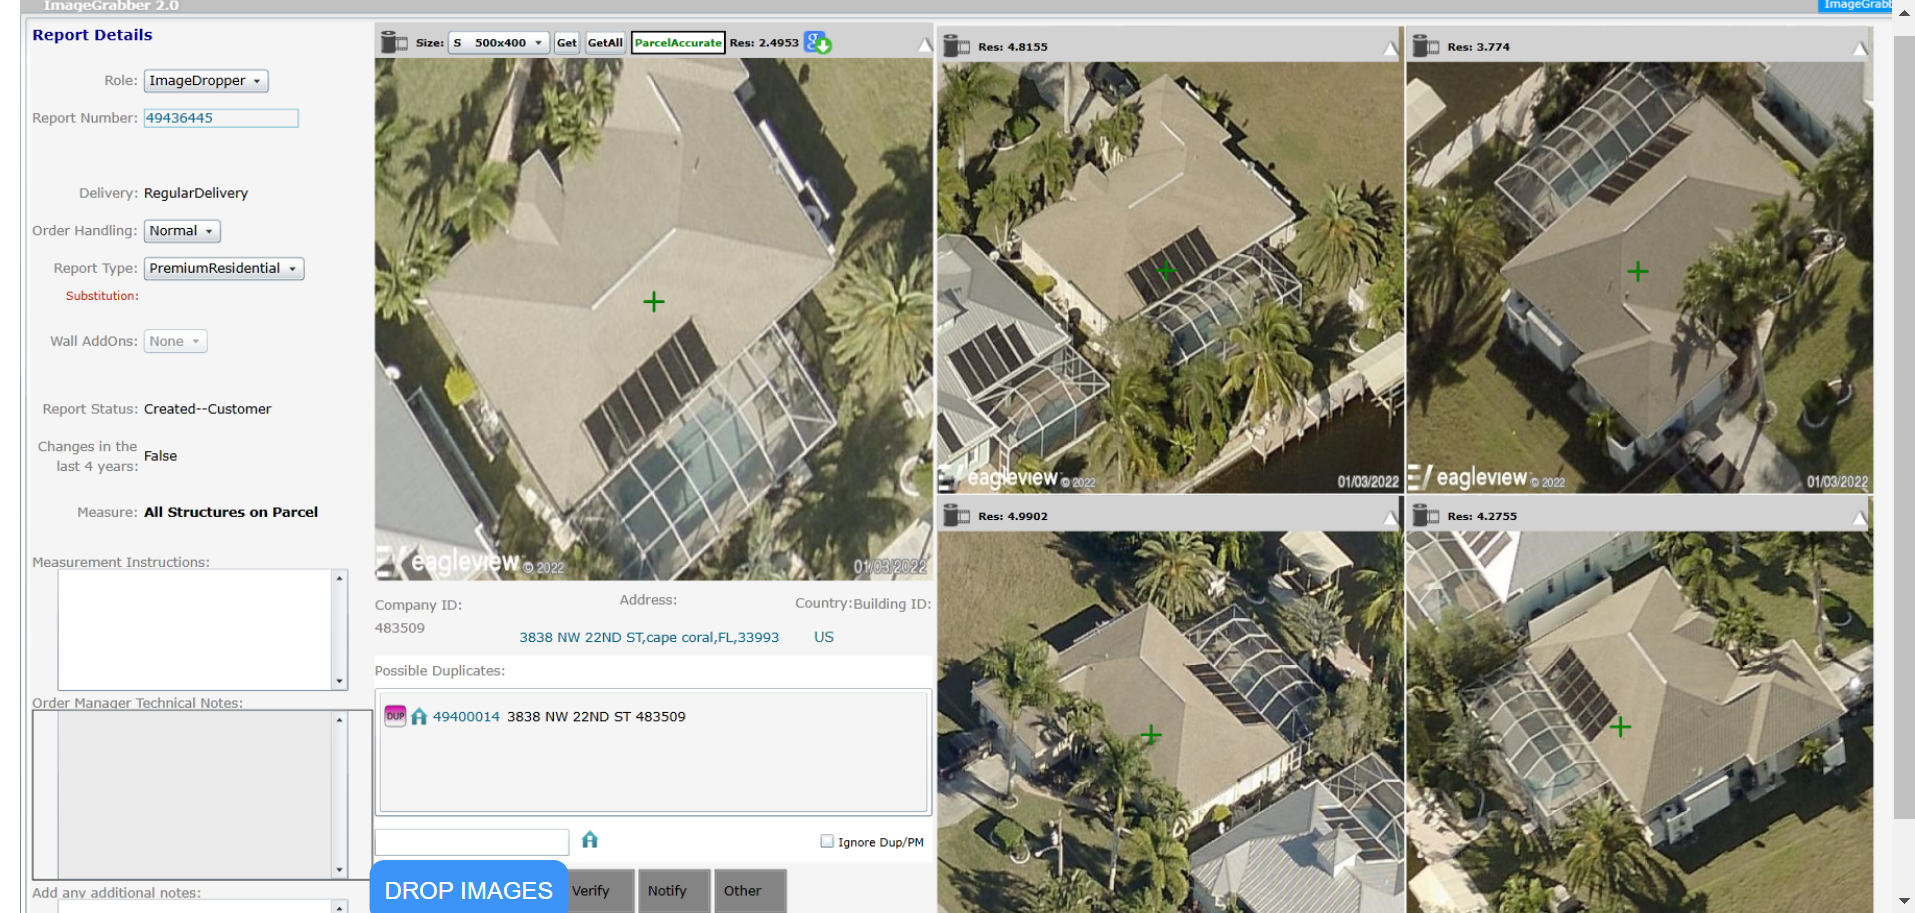 ImageGrabber 2.0
Report Details
Role: ImageDropper
Report Number: 49436445
Delivery: RegularDelivery
Order Handling: Normal
Report Type: PremiumResidential
Substitution:
Wall AddOns: None
Report Status: Created--Customer
Changes in the last 4 years: False
Measure: All Structures on Parcel
Measurement Instructions:
Order Manager Technical Notes:
Add any additional notes:
Size: S 500x400 Get GetAll ParcelAccurate Res: 2.4953
eagleview © 2022 01/03/2022
Company ID: 483509
Address: 3838 NW 22ND ST,cape coral,FL,33993
Country: US
Building ID:
Possible Duplicates:
DUP 49400014 3838 NW 22ND ST 483509
Ignore Dup/PM
DROP IMAGES Verify Notify Other
Res: 4.8155
eagleview © 2022 01/03/2022
Res: 3.774
eagleview © 2022 01/03/2022
Res: 4.9902
Res: 4.2755